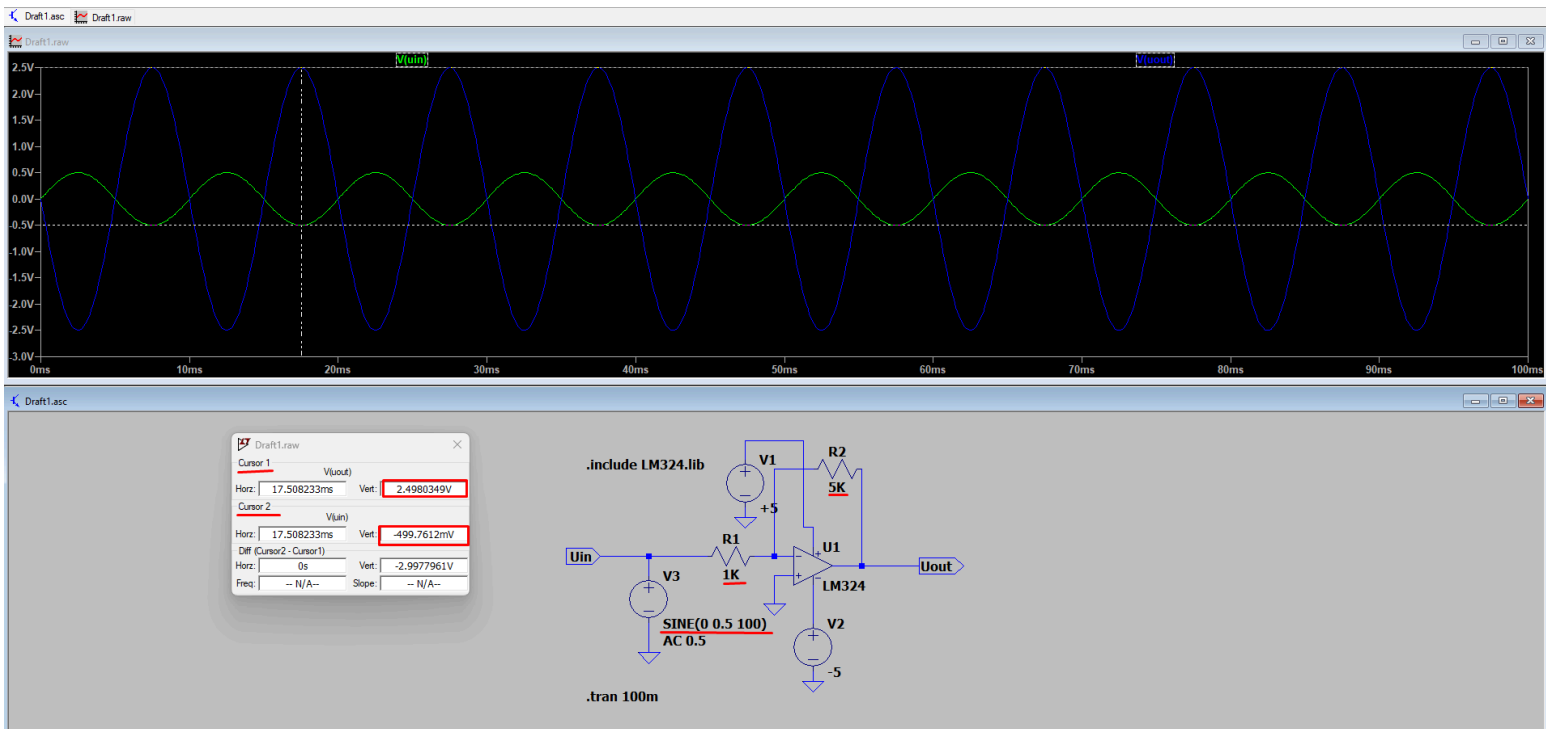 Draft1.asc Draft1.raw
Draft1.raw
V(uin) V(uout)
2.5V
2.0V
1.5V
1.0V
0.5V
0.0V
-0.5V
-1.0V
-1.5V
-2.0V
-2.5V
-3.0V
0ms 10ms 20ms 30ms 40ms 50ms 60ms 70ms 80ms 90ms 100ms
Draft1.asc
Draft1.raw
Cursor 1
V(uout)
Horz: 17.508233ms Vert: 2.4980349V
Cursor 2
V(uin)
Horz: 17.508233ms Vert: -499.7612mV
Diff (Cursor2 - Cursor1)
Horz: 0s Vert: -2.9977961V
Freq: -- N/A-- Slope: -- N/A--
.include LM324.lib
V1
+5
R2
5K
R1
1K
U1
LM324
Uin
Uout
V3
SINE(0 0.5 100)
AC 0.5
V2
-5
.tran 100m